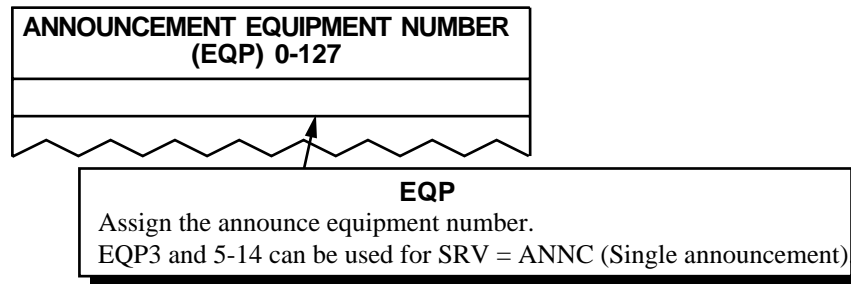 ANNOUNCEMENT EQUIPMENT NUMBER
(EQP) 0-127
EQP
Assign the announce equipment number.
EQP3 and 5-14 can be used for SRV = ANNC (Single announcement)